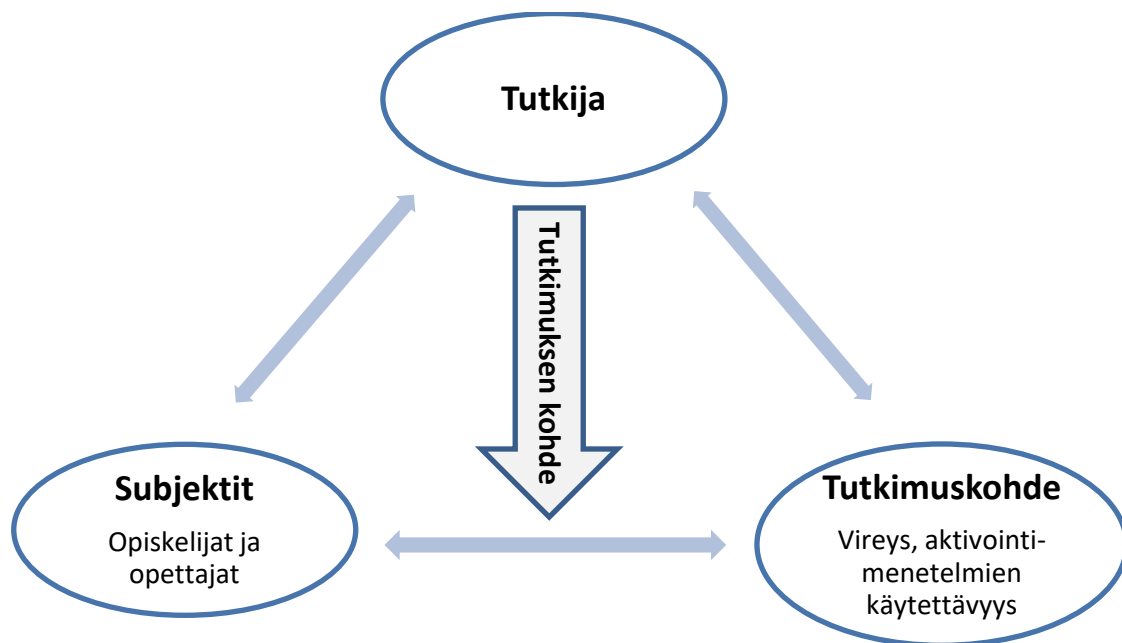 Tutkija
Tutkimuksen kohde
Subjektit
Opiskelijat ja
opettajat
Tutkimuskohde
Vireys, aktivointi-
menetelmien
käytettävyys